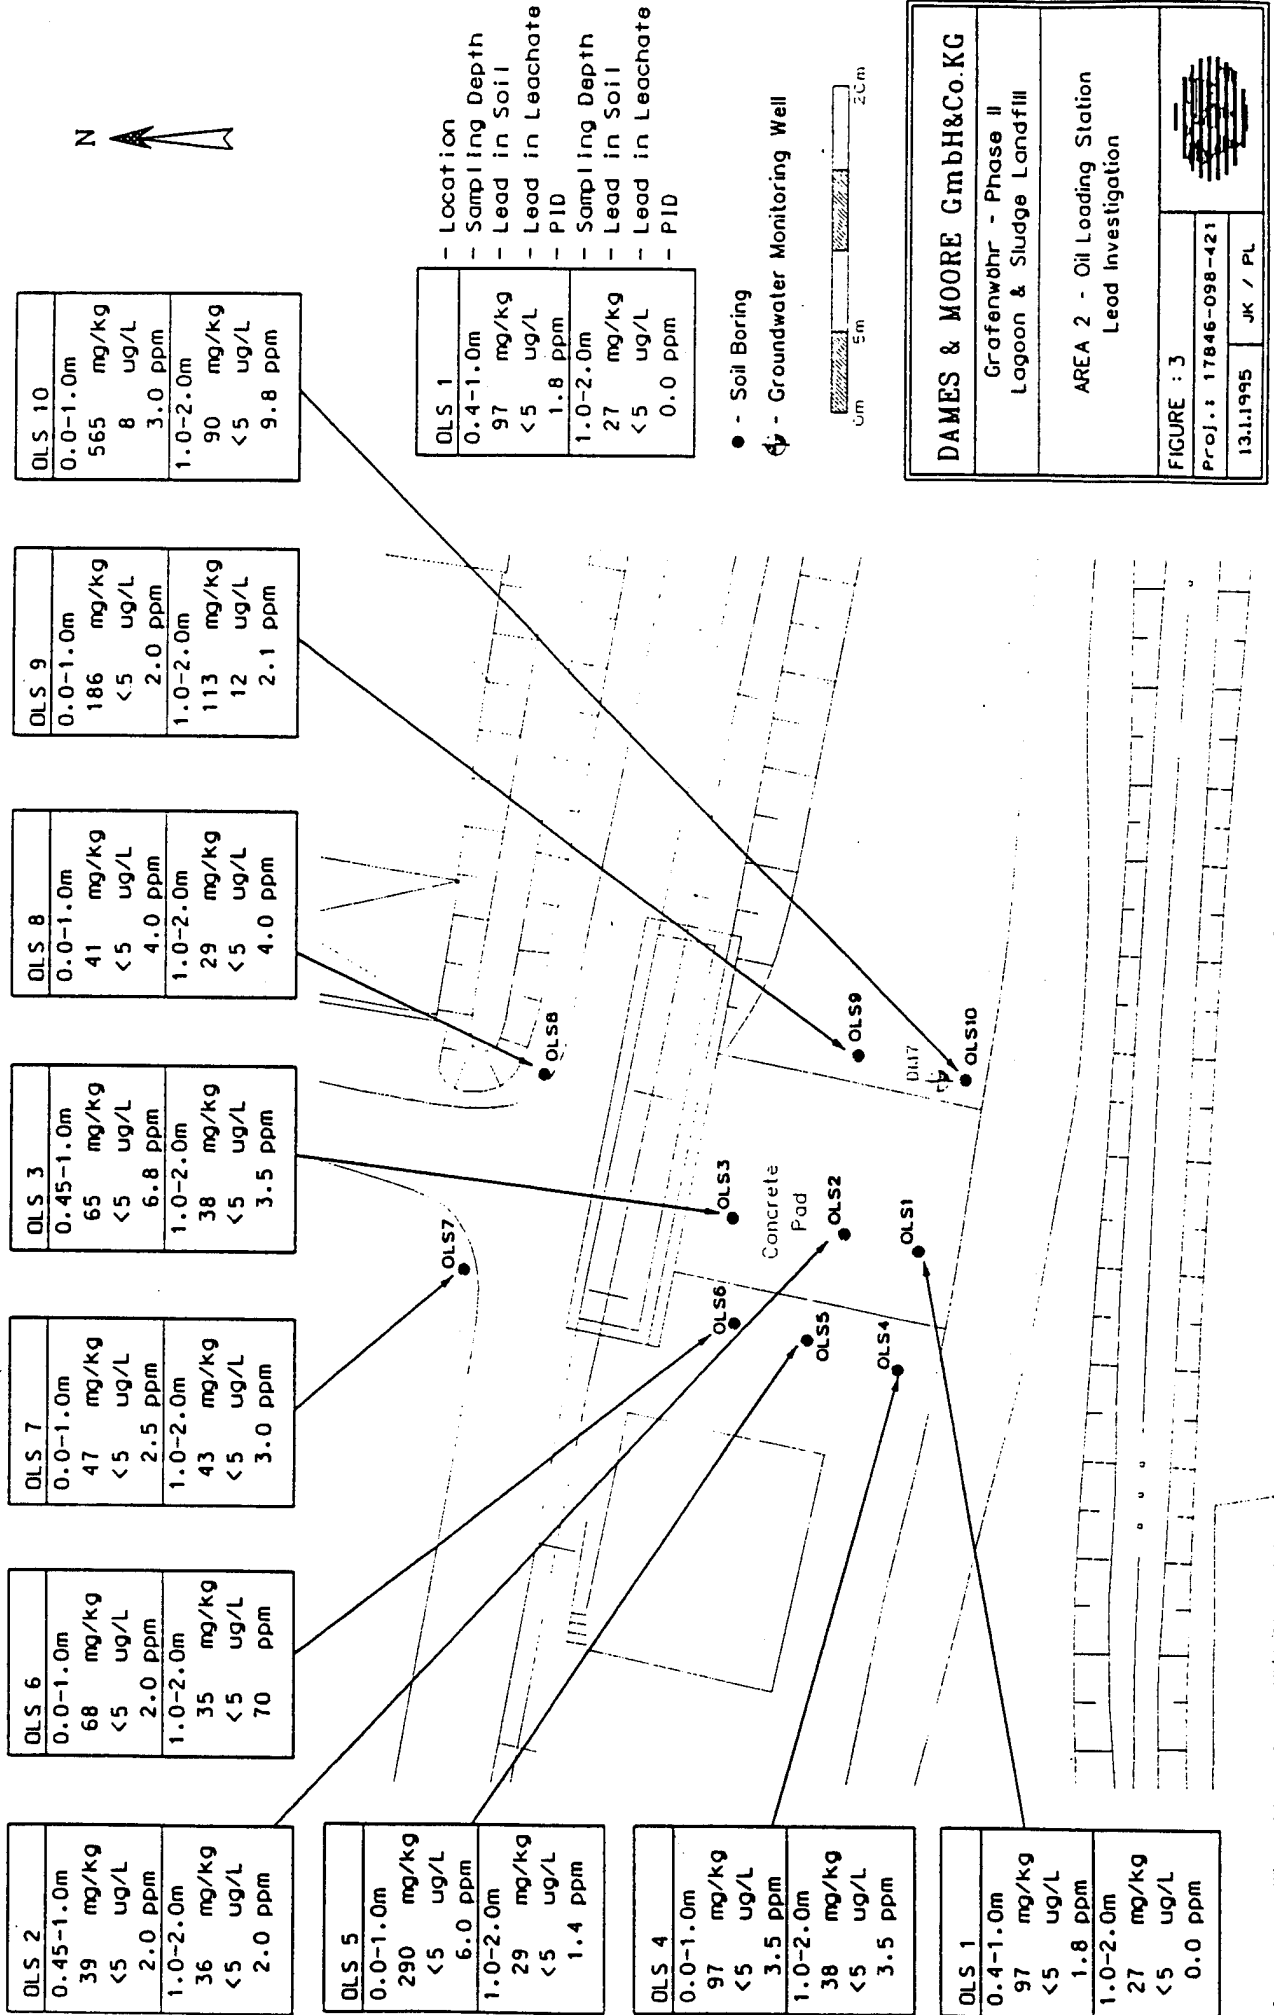 OLS 2
0.45-1.0m
39 mg/kg
<5 ug/L
2.0 ppm
1.0-2.0m
36 mg/kg
<5 ug/L
2.0 ppm
OLS 6
0.0-1.0m
68 mg/kg
<5 ug/L
2.0 ppm
1.0-2.0m
35 mg/kg
<5 ug/L
70 ppm
OLS 7
0.0-1.0m
47 mg/kg
<5 ug/L
2.5 ppm
1.0-2.0m
43 mg/kg
<5 ug/L
3.0 ppm
OLS 3
0.45-1.0m
65 mg/kg
<5 ug/L
6.8 ppm
1.0-2.0m
38 mg/kg
<5 ug/L
3.5 ppm
OLS 8
0.0-1.0m
41 mg/kg
<5 ug/L
4.0 ppm
1.0-2.0m
29 mg/kg
<5 ug/L
4.0 ppm
OLS 9
0.0-1.0m
186 mg/kg
<5 ug/L
2.0 ppm
1.0-2.0m
113 mg/kg
12 ug/L
2.1 ppm
OLS 10
0.0-1.0m
565 mg/kg
8 ug/L
3.0 ppm
1.0-2.0m
90 mg/kg
<5 ug/L
9.8 ppm
N
OLS 5
0.0-1.0m
290 mg/kg
<5 ug/L
6.0 ppm
1.0-2.0m
29 mg/kg
<5 ug/L
1.4 ppm
OLS 4
0.0-1.0m
97 mg/kg
<5 ug/L
3.5 ppm
1.0-2.0m
38 mg/kg
<5 ug/L
3.5 ppm
OLS 1
0.4-1.0m
97 mg/kg
<5 ug/L
1.8 ppm
1.0-2.0m
27 mg/kg
<5 ug/L
0.0 ppm
OLS7
OLS8
OLS6
OLS3
OLS5
Concrete
Pad
OLS2
OLS9
OLS4
OLS1
DM7
OLS10
OLS 1 - Location
0.4-1.0m - Sampling Depth
97 mg/kg - Lead in Soil
<5 ug/L - Lead in Leachate
1.8 ppm - PID
1.0-2.0m - Sampling Depth
27 mg/kg - Lead in Soil
<5 ug/L - Lead in Leachate
0.0 ppm - PID
● - Soil Boring
- Groundwater Monitoring Well
0m 5m 20m
DAMES & MOORE GmbH&Co.KG
Grafenwöhr - Phase II
Lagoon & Sludge Landfill
AREA 2 - Oil Loading Station
Lead Investigation
FIGURE : 3
Proj.: 17846-098-421
13.1.1995 JK / PL